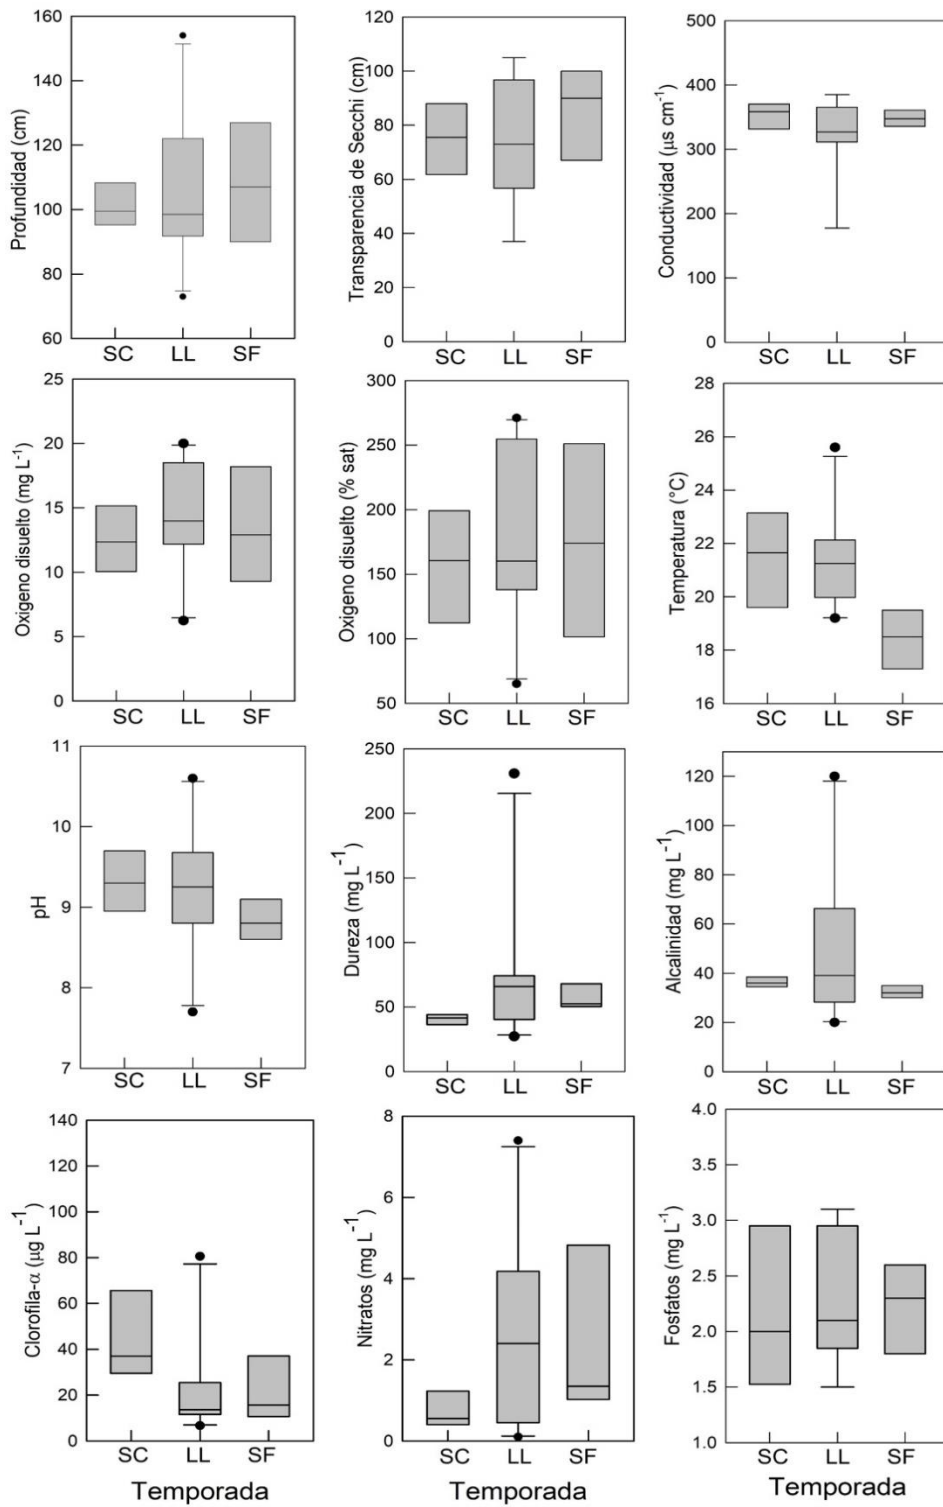 Profundidad (cm)
160
140
120
100
80
60
SC LL SF
Transparencia de Secchi (cm)
120
100
80
60
40
20
0
SC LL SF
Conductividad (µs cm-1)
500
400
300
200
100
0
SC LL SF
Oxigeno disuelto (mg L-1)
25
20
15
10
5
0
SC LL SF
Oxigeno disuelto (% sat)
300
250
200
150
100
50
SC LL SF
Temperatura (°C)
28
26
24
22
20
18
16
SC LL SF
pH
11
10
9
8
7
SC LL SF
Dureza (mg L-1)
250
200
150
100
50
0
SC LL SF
Alcalinidad (mg L-1)
120
100
80
60
40
20
0
SC LL SF
Clorofila-α (µg L-1)
140
120
100
80
60
40
20
0
SC LL SF
Temporada
Nitratos (mg L-1)
8
6
4
2
0
SC LL SF
Temporada
Fosfatos (mg L-1)
4.0
3.5
3.0
2.5
2.0
1.5
1.0
SC LL SF
Temporada